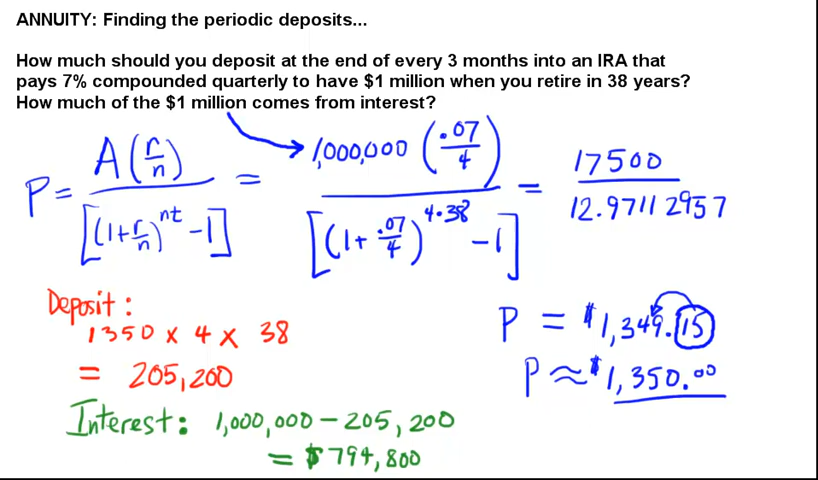 ANNUITY: Finding the periodic deposits...
How much should you deposit at the end of every 3 months into an IRA that
pays 7% compounded quarterly to have $1 million when you retire in 38 years?
How much of the $1 million comes from interest?
P = A(r/n) / [(1+r/n)^nt -1] = 1,000,000 (.07/4) / [(1+ .07/4)^4·38 -1] = 17500 / 12.97112957
P = $1,349.15
P ≈ $1,350.00
Deposit:
1350 x 4 x 38
= 205,200
Interest: 1,000,000 - 205,200
= $794,800